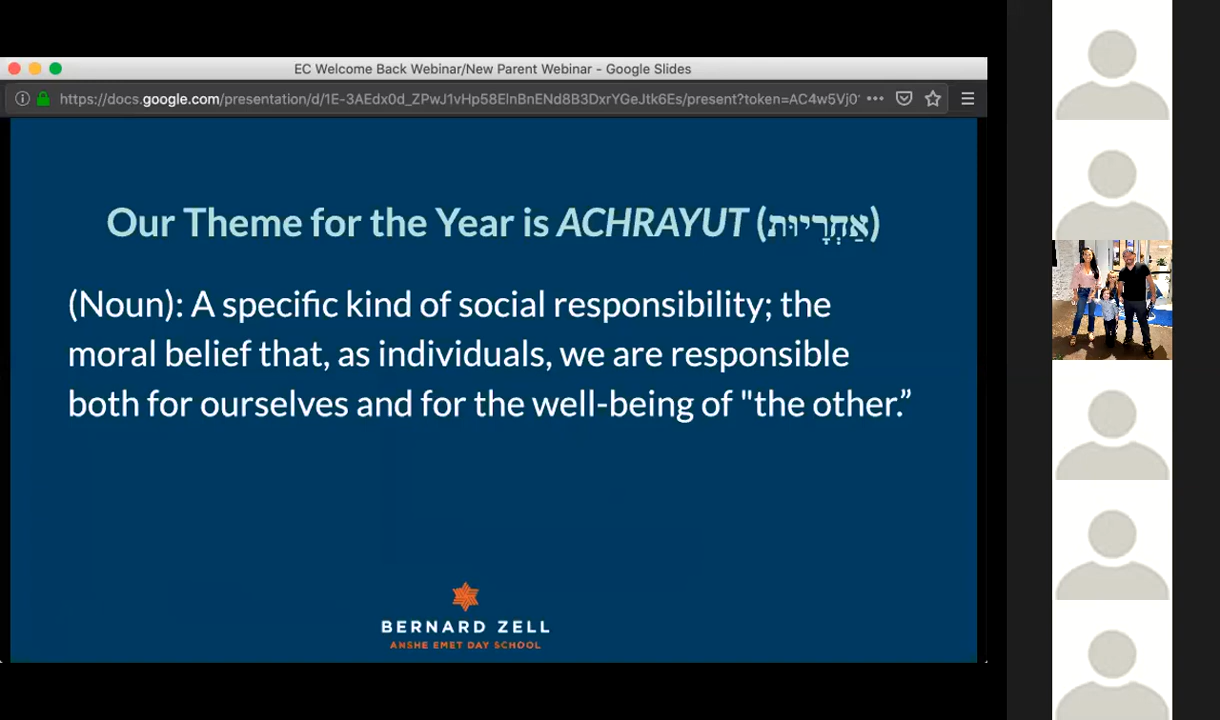 EC Welcome Back Webinar/New Parent Webinar - Google Slides
https://docs.google.com/presentation/d/1E-3AEdx0d_ZPwJ1vHp58ElnBnENd8B3DxrYGeJtk6Es/present?token=AC4w5Vj0
Our Theme for the Year is ACHRAYUT (אַחְרָיוּת)
(Noun): A specific kind of social responsibility; the
moral belief that, as individuals, we are responsible
both for ourselves and for the well-being of "the other.”
BERNARD ZELL
ANSHE EMET DAY SCHOOL